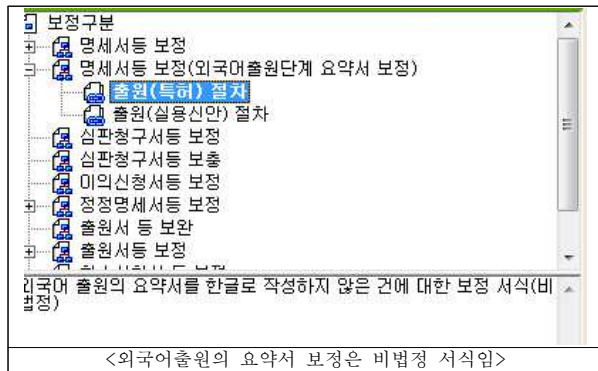 보정구분
명세서등 보정
명세서등 보정(외국어출원단계 요약서 보정)
출원(특허) 절차
출원(실용신안) 절차
심판청구서등 보정
심판청구서등 보충
이의신청서등 보정
정정명세서등 보정
출원서 등 보완
출원서등 보정
외국어 출원의 요약서를 한글로 작성하지 않은 건에 대한 보정 서식(비
법정)
<외국어출원의 요약서 보정은 비법정 서식임>